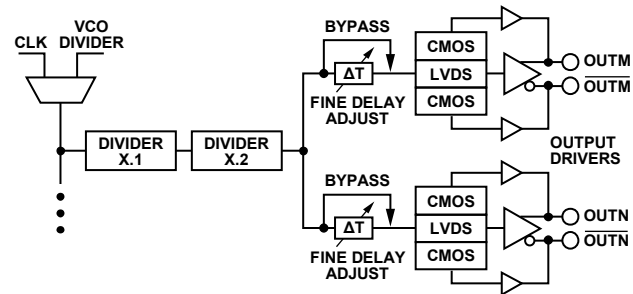 CLK
VCO
DIVIDER
DIVIDER
X.1
DIVIDER
X.2
BYPASS
ΔT
FINE DELAY
ADJUST
CMOS
LVDS
CMOS
OUTM
OUTM
OUTPUT
DRIVERS
BYPASS
ΔT
FINE DELAY
ADJUST
CMOS
LVDS
CMOS
OUTN
OUTN